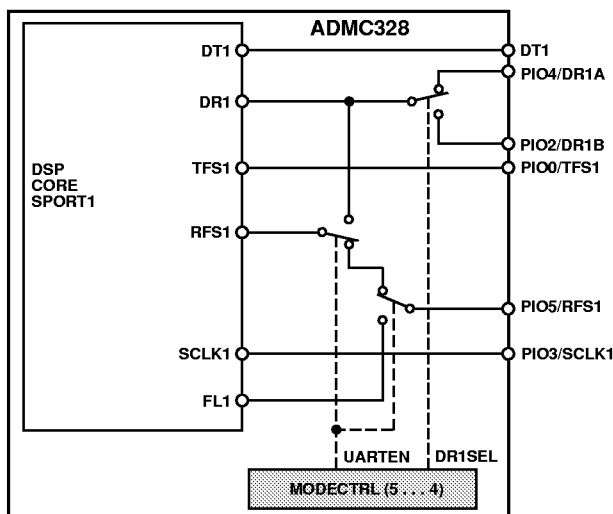 ADMC328
DT1
DT1
PIO4/DR1A
DR1
PIO2/DR1B
DSP
CORE
SPORT1
TFS1
PIO0/TFS1
RFS1
PIO5/RFS1
SCLK1
PIO3/SCLK1
FL1
UARTEN
DR1SEL
MODECTRL (5 . . . 4)